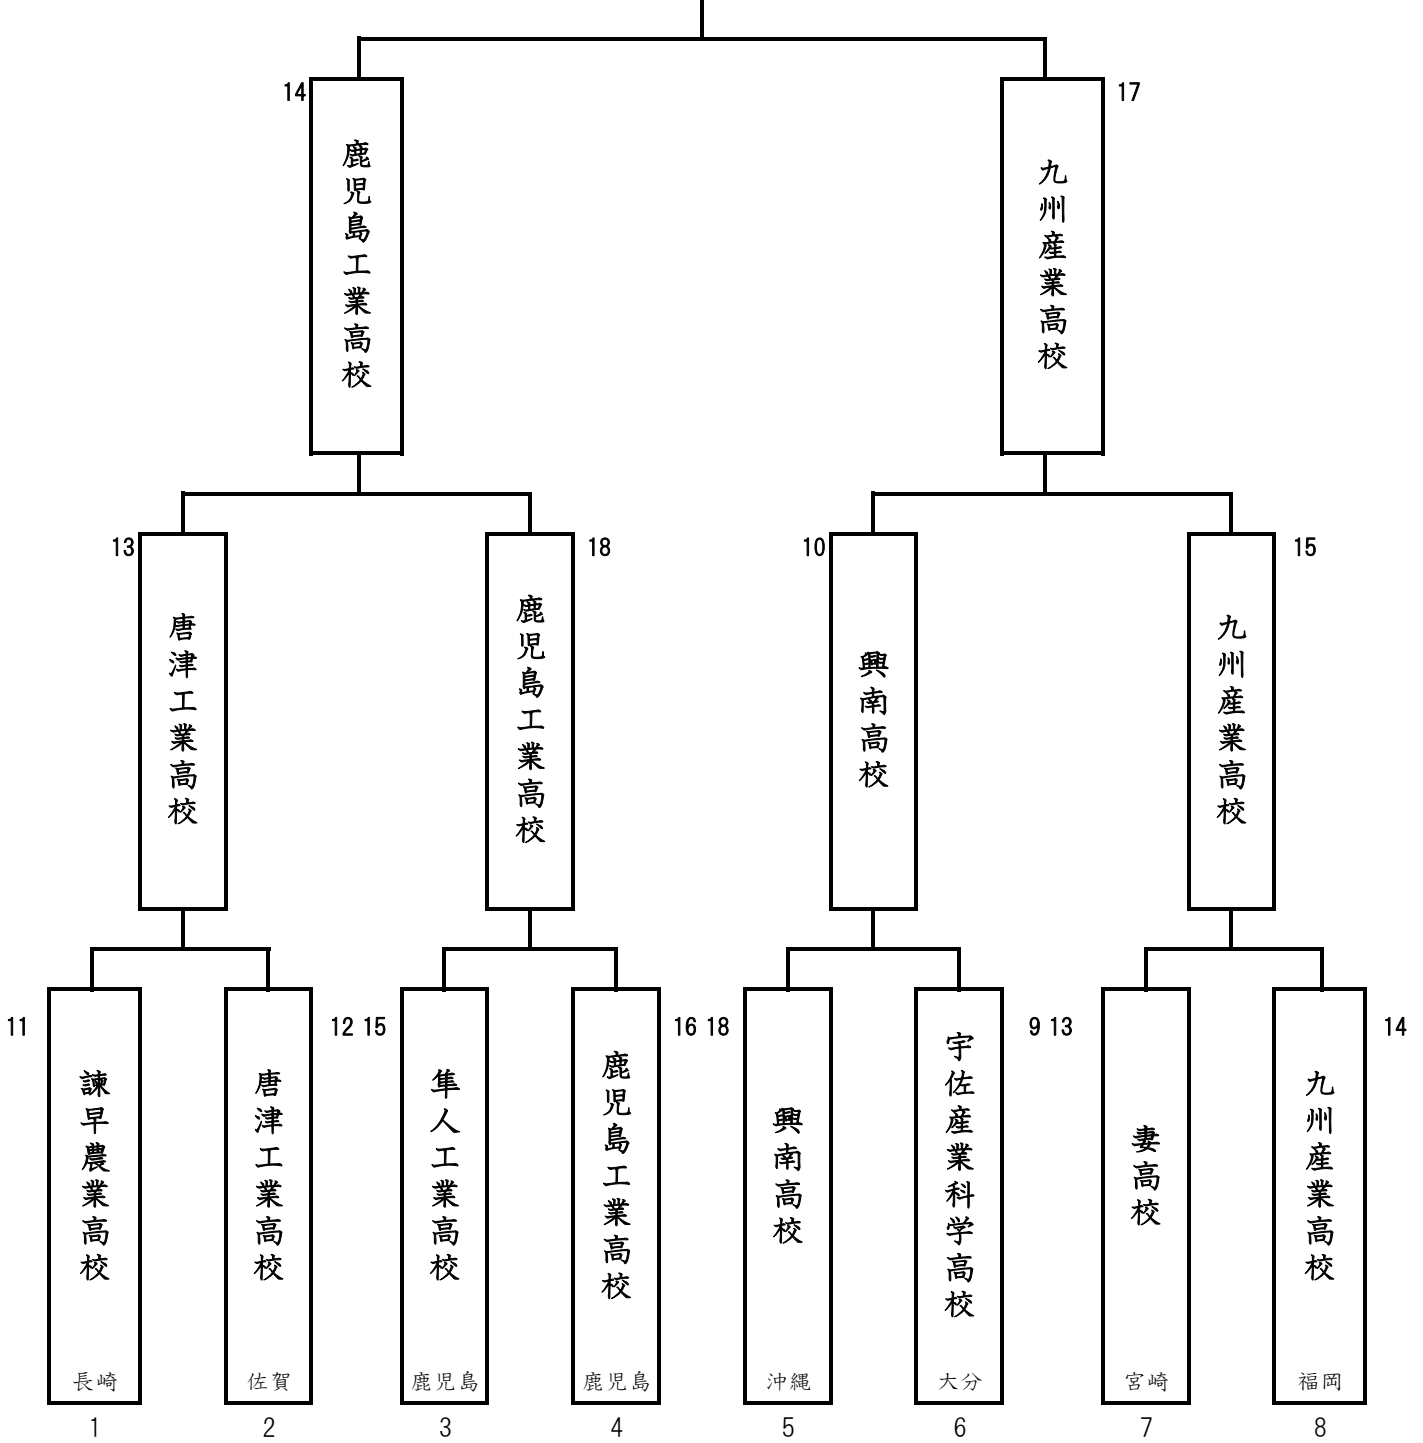 14
鹿児島工業高校
九州産業高校
17
13
唐津工業高校
鹿児島工業高校
18
10
興南高校
九州産業高校
15
11
諫早農業高校
長崎
1
唐津工業高校
佐賀
2
12 15
隼人工業高校
鹿児島
3
鹿児島工業高校
鹿児島
4
16 18
興南高校
沖縄
5
宇佐産業科学高校
大分
6
9 13
妻高校
宮崎
7
九州産業高校
福岡
8
14